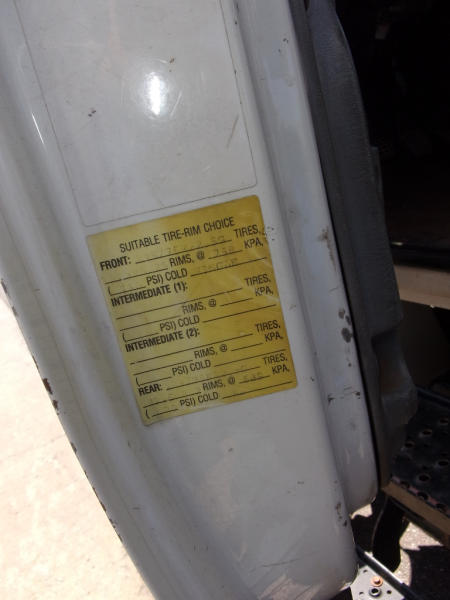 SUITABLE TIRE-RIM CHOICE
FRONT: TIRES,
RIMS, @ KPA,
( PSI) COLD
INTERMEDIATE (1): TIRES,
RIMS, @ KPA,
( PSI) COLD
INTERMEDIATE (2): TIRES,
RIMS, @ KPA,
( PSI) COLD
REAR: TIRES,
RIMS, @ KPA,
( PSI) COLD